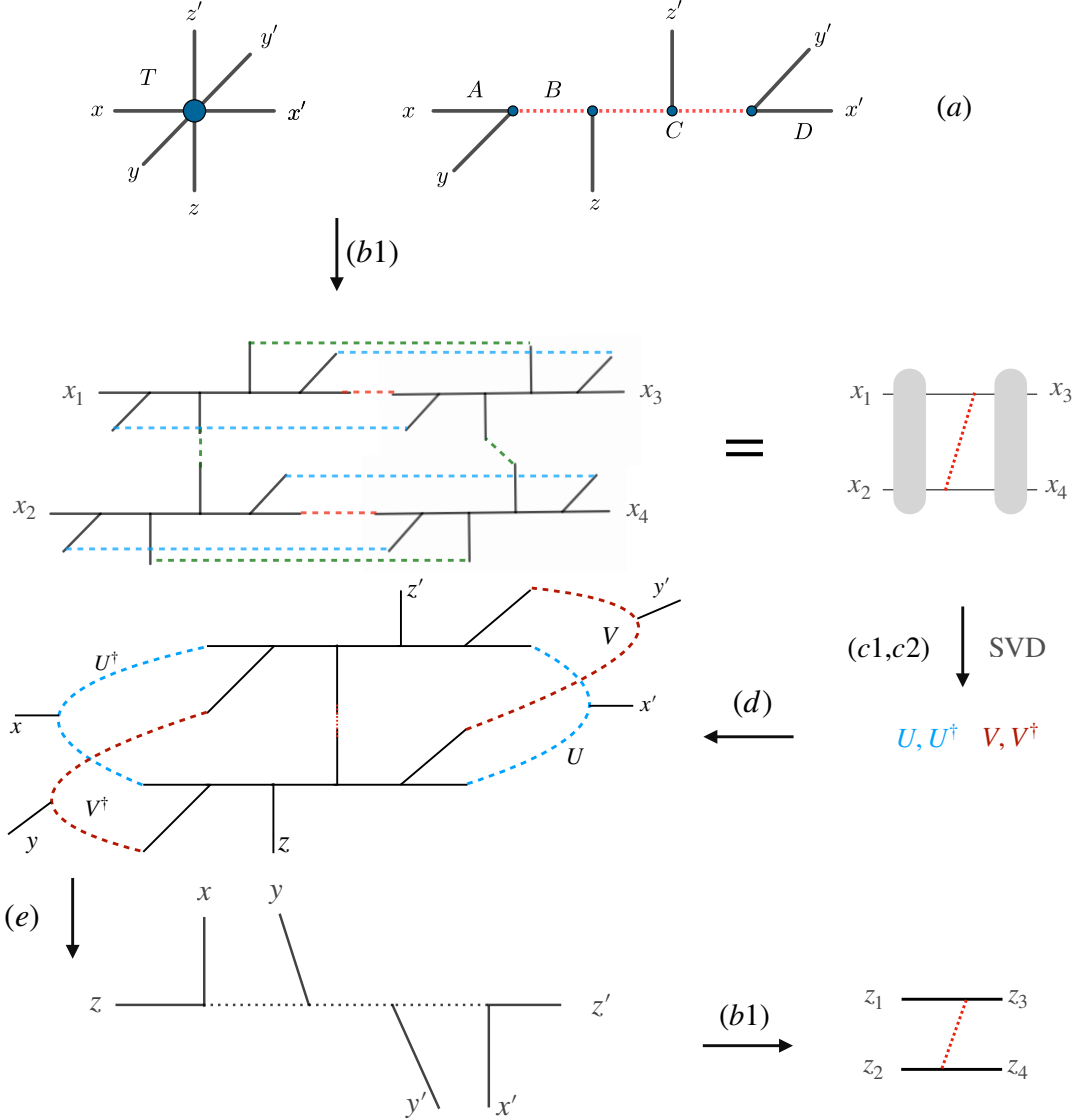 z′ z′
y′ y′
T A B
x x′ x x′ (a)
C D
y y
z z
(b1)
x₁ x₃ x₁ x₃
=
x₂ x₄ x₂ x₄
z′ y′
V
U† (c1,c2) SVD
x x′ (d) U, U† V, V†
U
V†
y z
x y
(e)
z z′ (b1) z₁ z₃
z₂ z₄
y′ x′